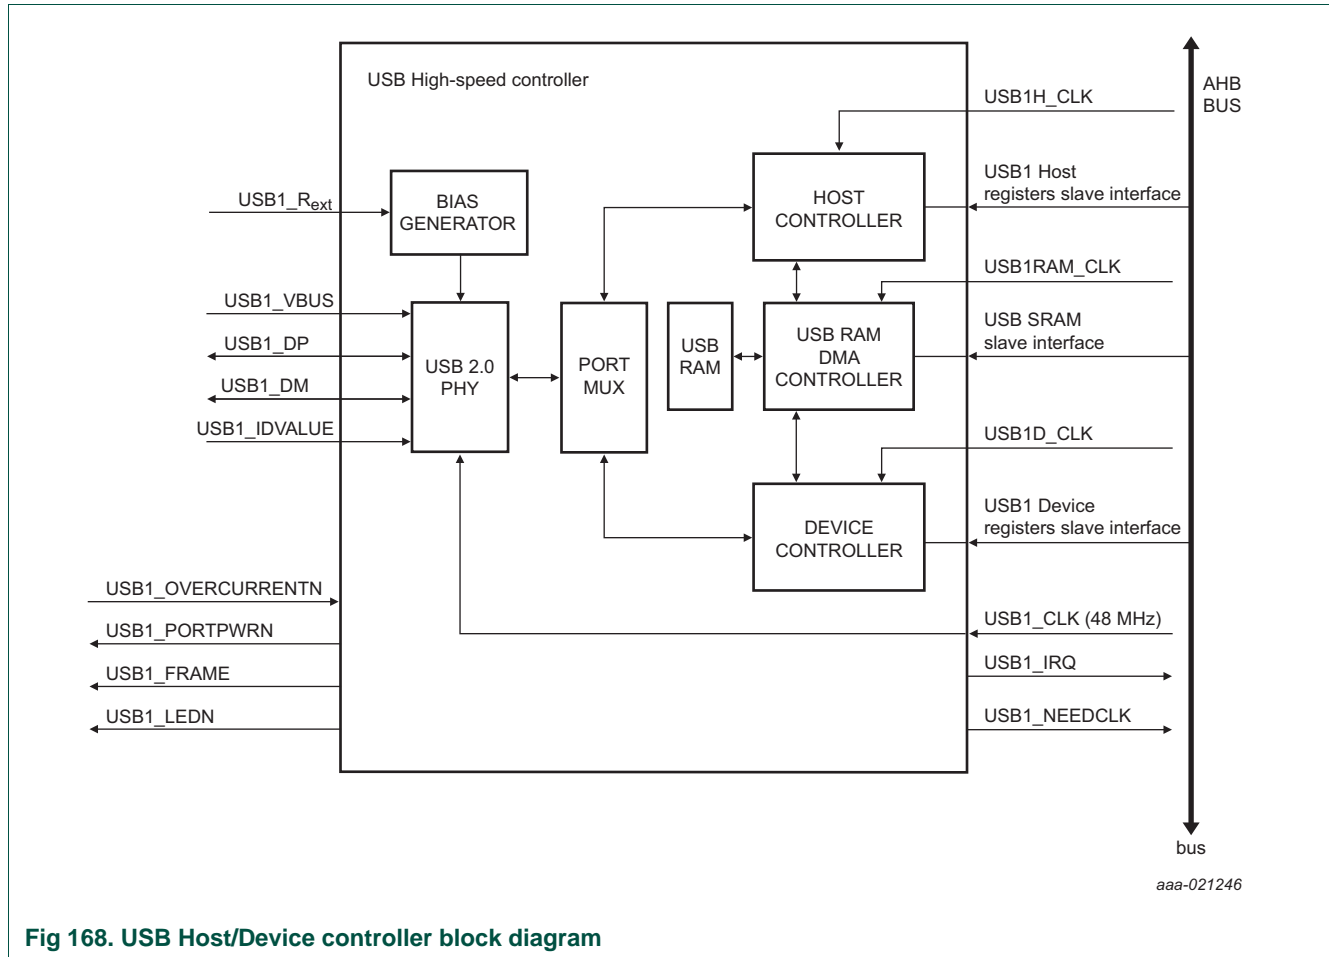 USB High-speed controller
USB1H_CLK
AHB
BUS
USB1 Host
registers slave interface
USB1_Rext
BIAS
GENERATOR
HOST
CONTROLLER
USB1RAM_CLK
USB1_VBUS
USB1_DP
USB1_DM
USB1_IDVALUE
USB 2.0
PHY
PORT
MUX
USB
RAM
USB RAM
DMA
CONTROLLER
USB SRAM
slave interface
USB1D_CLK
USB1 Device
registers slave interface
DEVICE
CONTROLLER
USB1_OVERCURRENTN
USB1_PORTPWRN
USB1_FRAME
USB1_LEDN
USB1_CLK (48 MHz)
USB1_IRQ
USB1_NEEDCLK
bus
aaa-021246
Fig 168. USB Host/Device controller block diagram